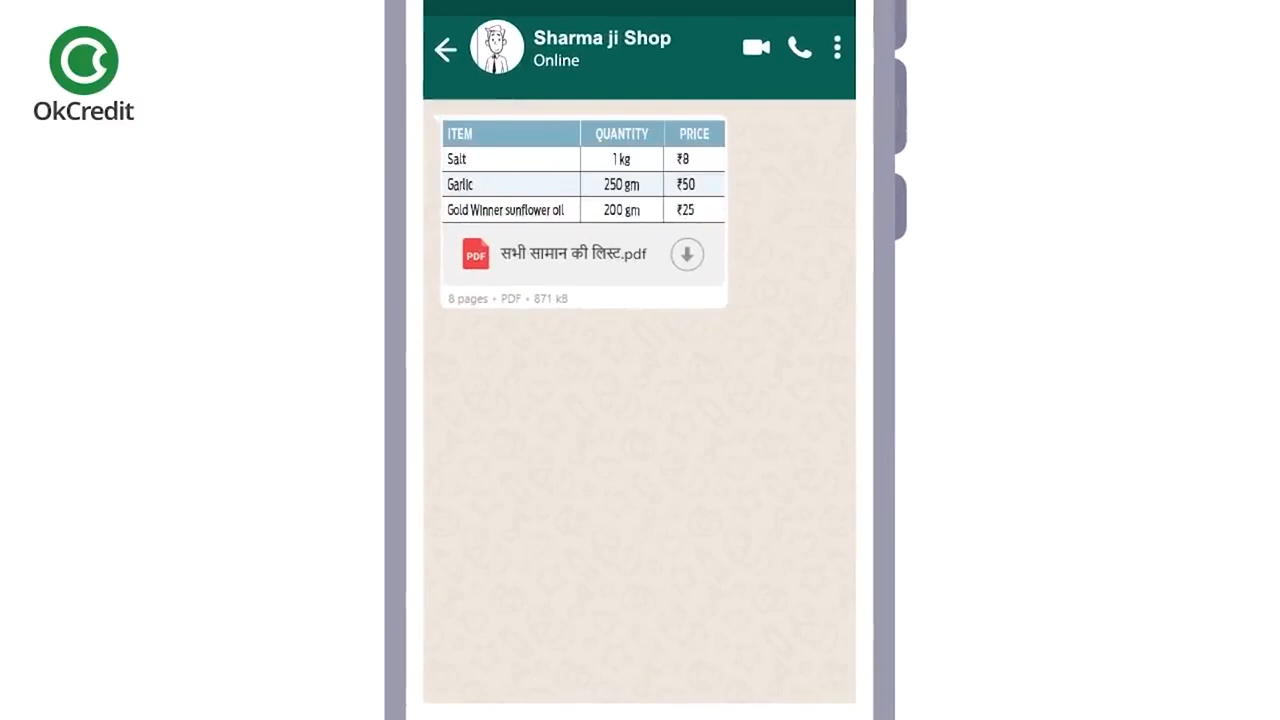 OkCredit
Sharma ji Shop
Online
ITEM QUANTITY PRICE
Salt 1 kg ₹8
Garlic 250 gm ₹50
Gold Winner sunflower oil 200 gm ₹25
PDF सभी सामान की लिस्ट.pdf
8 pages • PDF • 871 kB